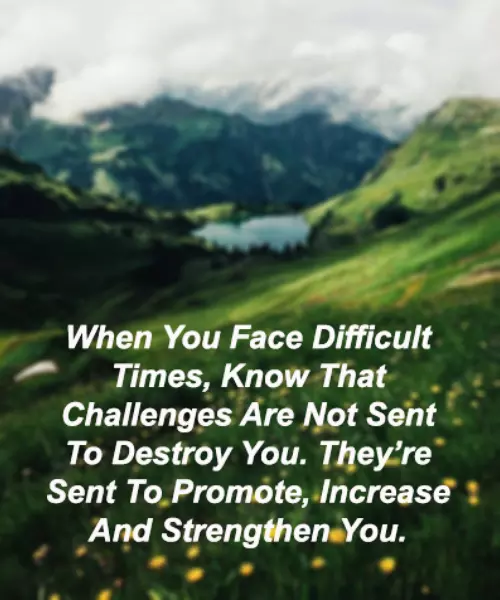 When You Face Difficult
Times, Know That
Challenges Are Not Sent
To Destroy You. They’re
Sent To Promote, Increase
And Strengthen You.